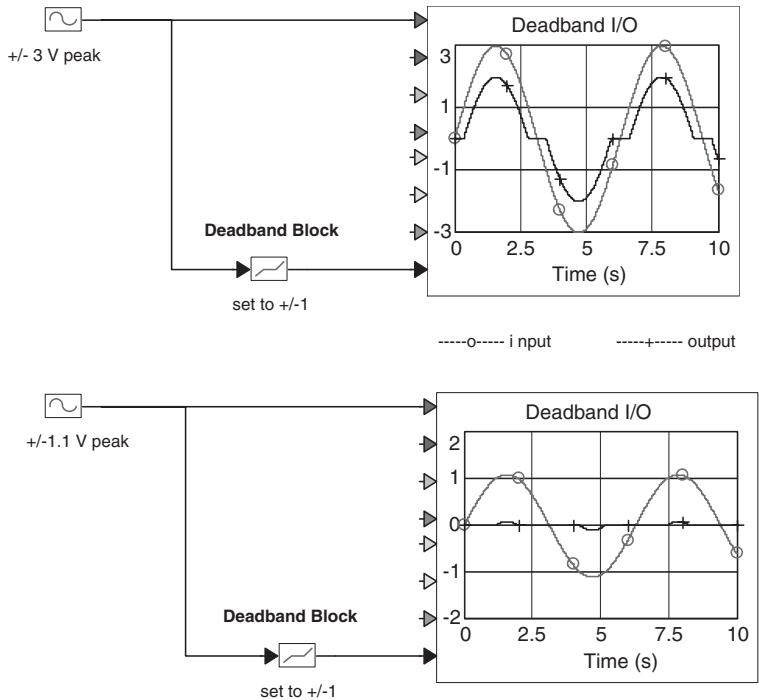 Deadband I/O
+/- 3 V peak
3
1
-1
-3
0 2.5 5 7.5 10
Time (s)
Deadband Block
set to +/-1
-----o----- i nput -----+----- output
Deadband I/O
+/-1.1 V peak
2
1
0
-1
-2
0 2.5 5 7.5 10
Time (s)
Deadband Block
set to +/-1